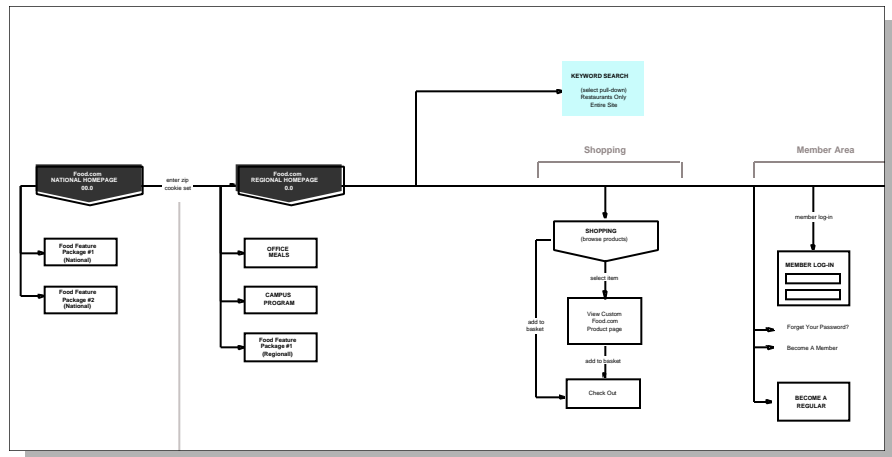 KEYWORD SEARCH
(select pull-down)
Restaurants Only
Entire Site
Shopping
Member Area
Food.com
NATIONAL HOMEPAGE
00.0
enter zip
cookie set
Food.com
REGIONAL HOMEPAGE
0.0
member log-in
Food Feature
Package #1
(National)
Food Feature
Package #2
(National)
OFFICE
MEALS
CAMPUS
PROGRAM
Food Feature
Package #1
(Regionall)
SHOPPING
(browse products)
select item
add to
basket
View Custom
Food.com
Product page
add to basket
Check Out
MEMBER LOG-IN
Forget Your Password?
Become A Member
BECOME A
REGULAR